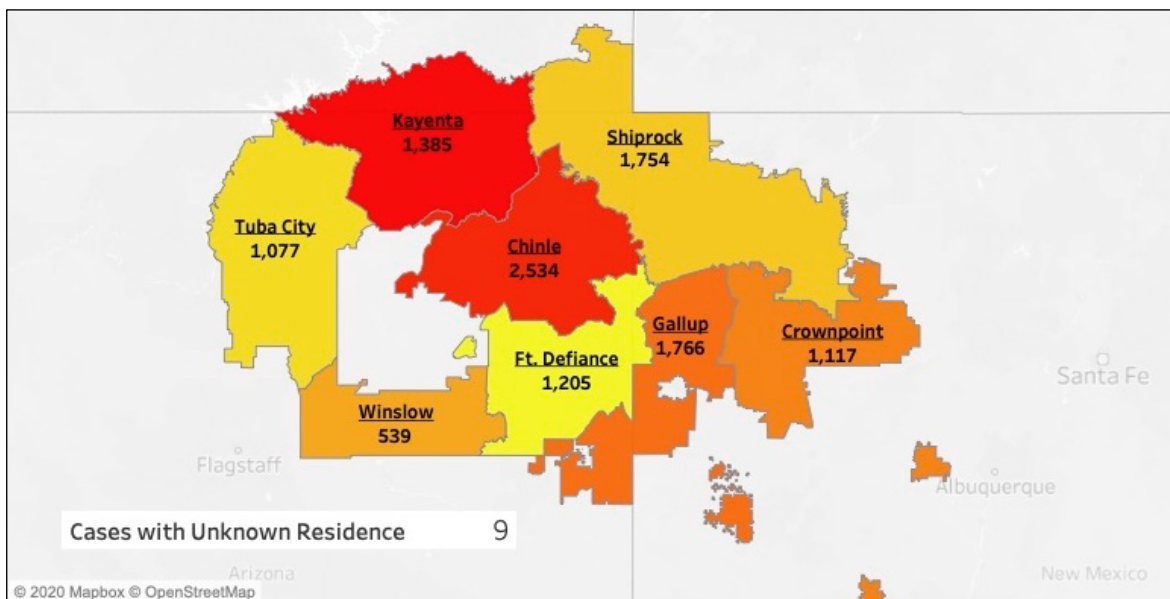 Kayenta
1,385
Shiprock
1,754
Tuba City
1,077
Chinle
2,534
Gallup
1,766
Crownpoint
1,117
Ft. Defiance
1,205
Santa Fe
Winslow
539
Flagstaff
Albuquerque
Cases with Unknown Residence 9
Arizona
New Mexico
© 2020 Mapbox © OpenStreetMap